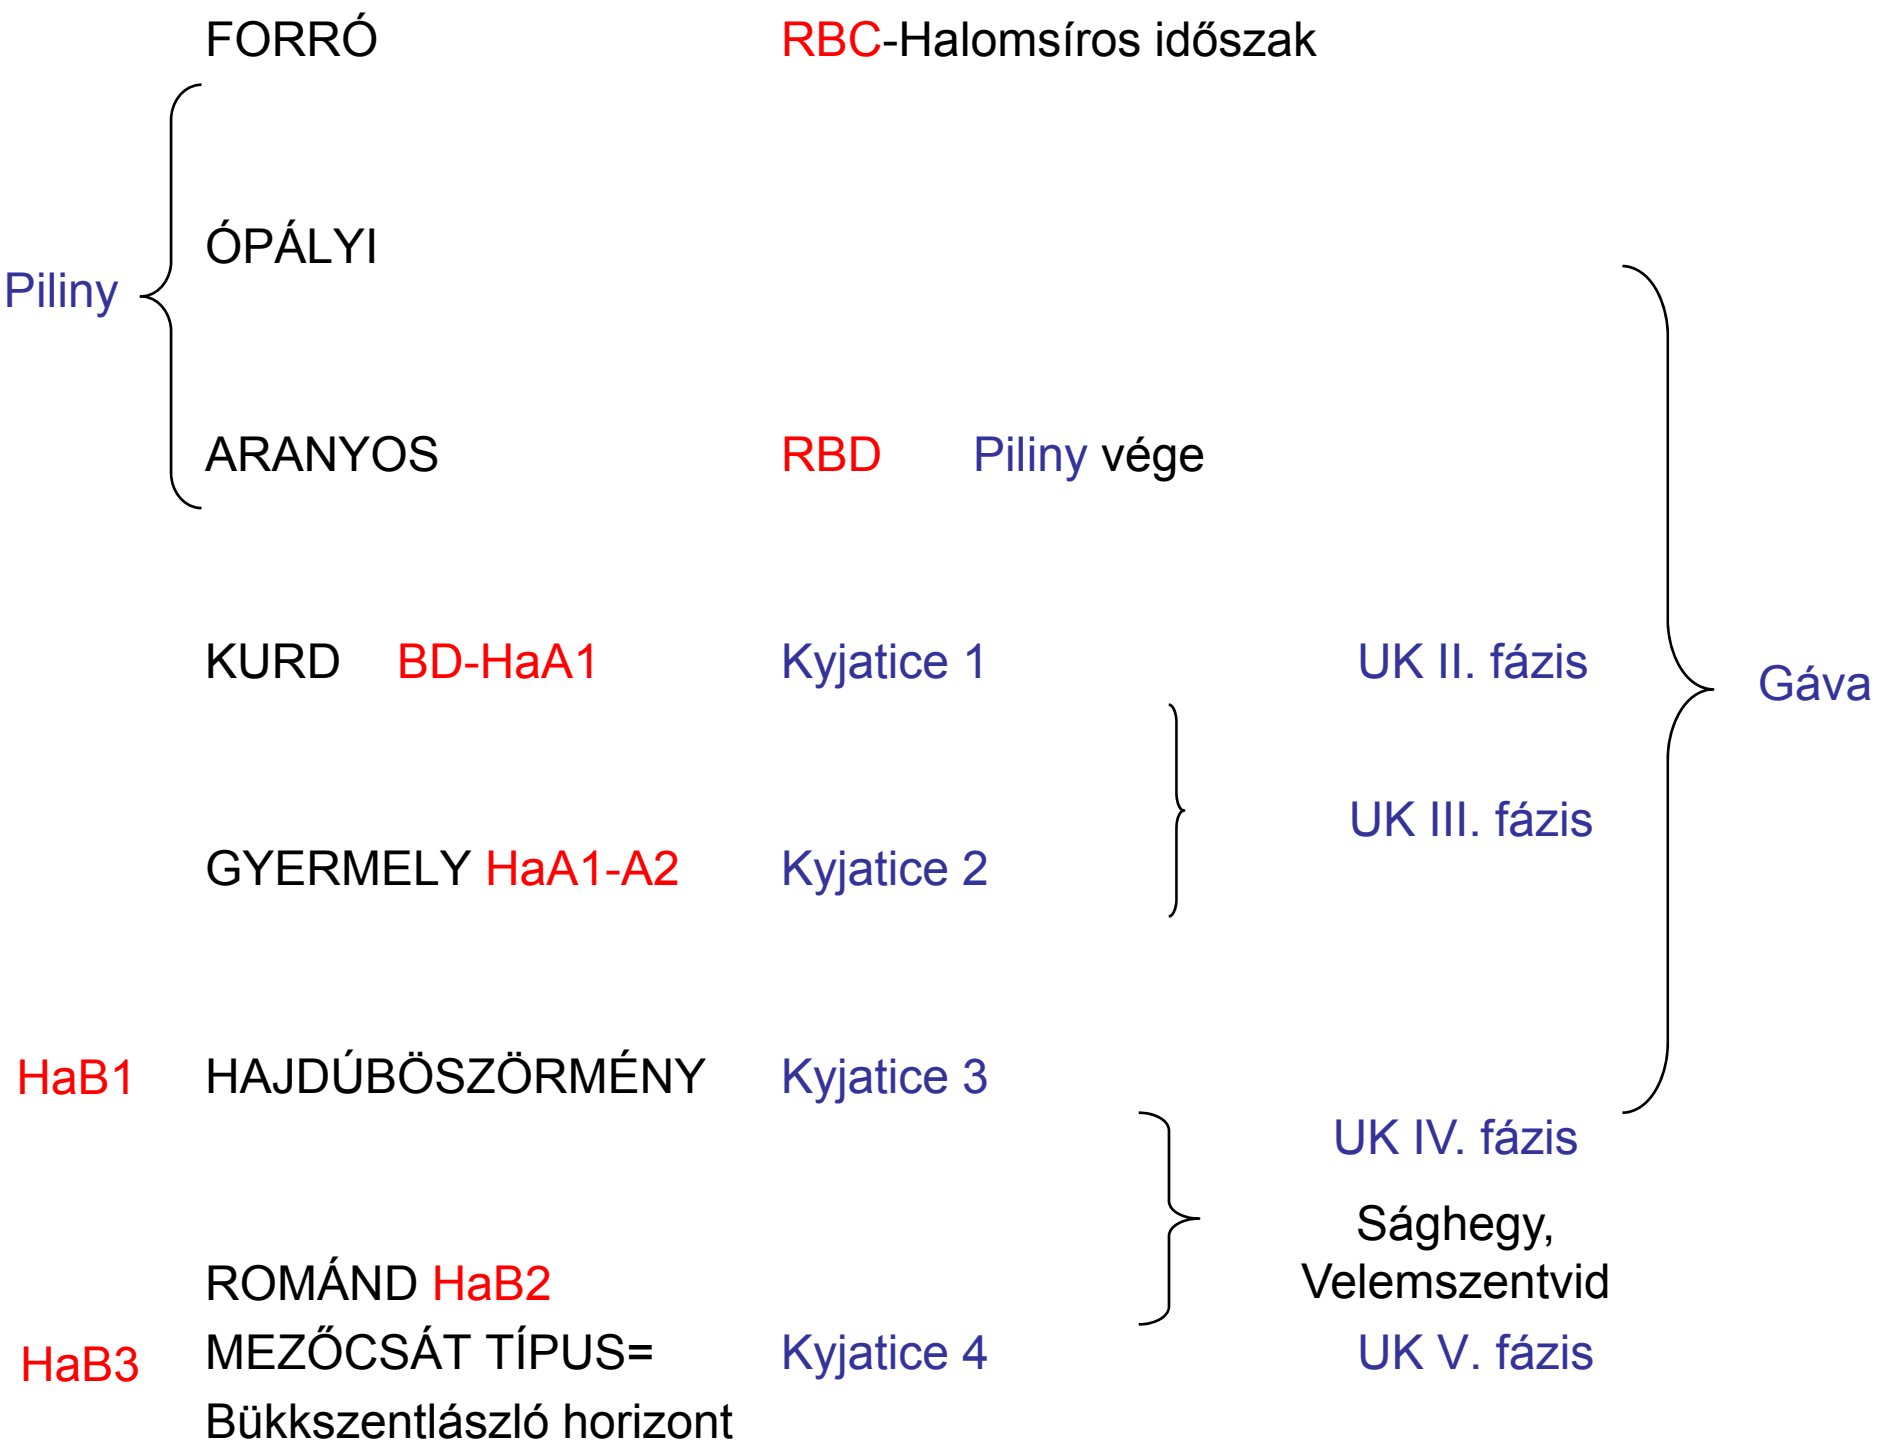 FORRÓ RBC-Halomsíros időszak
ÓPÁLYI
Piliny
ARANYOS RBD Piliny vége
KURD BD-HaA1 Kyjatice 1 UK II. fázis
Gáva
UK III. fázis
GYERMELY HaA1-A2 Kyjatice 2
HaB1 HAJDÚBÖSZÖRMÉNY Kyjatice 3
UK IV. fázis
Sághegy,
Velemszentvid
ROMÁND HaB2
HaB3 MEZŐCSÁT TÍPUS= Kyjatice 4 UK V. fázis
Bükkszentlászló horizont